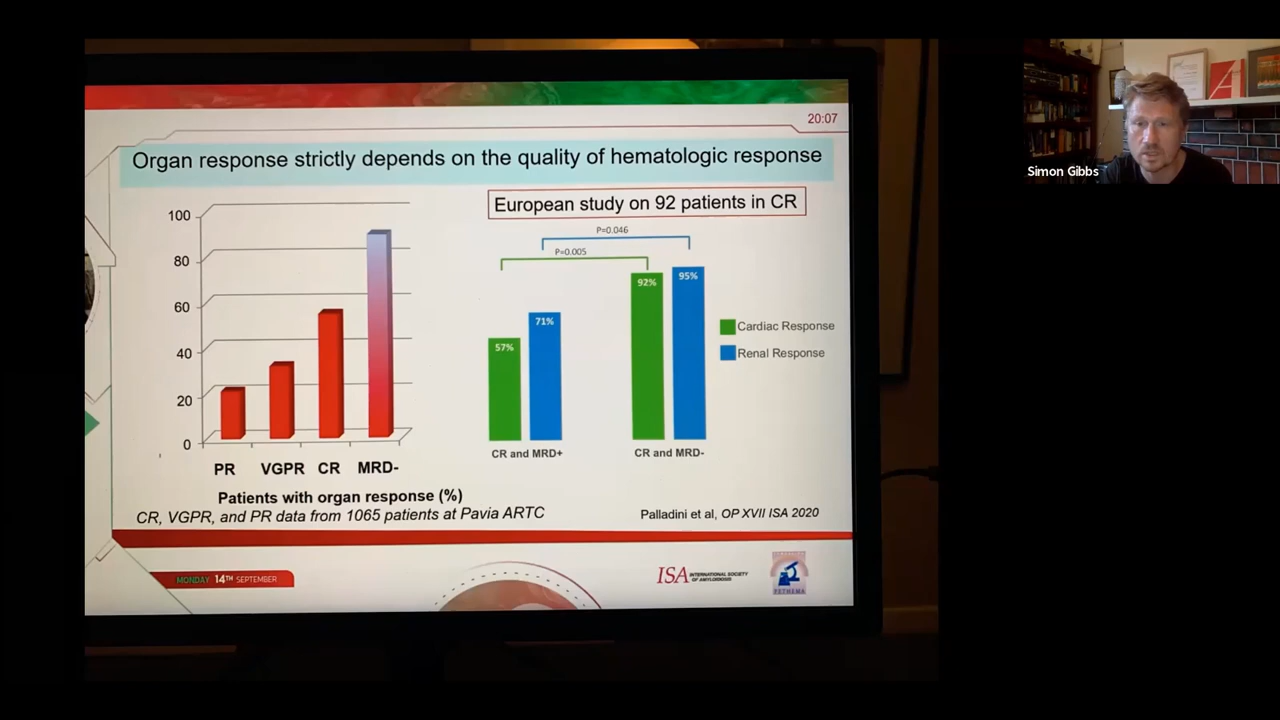 20:07
Organ response strictly depends on the quality of hematologic response
100
80
60
40
20
0
PR VGPR CR MRD-
Patients with organ response (%)
CR, VGPR, and PR data from 1065 patients at Pavia ARTC
European study on 92 patients in CR
P=0.046
P=0.005
57%
71%
92%
95%
CR and MRD+
CR and MRD-
Cardiac Response
Renal Response
Palladini et al, OP XVII ISA 2020
MONDAY 14TH SEPTEMBER
ISA INTERNATIONAL SOCIETY
OF AMYLOIDOSIS
PETHEMA
Simon Gibbs